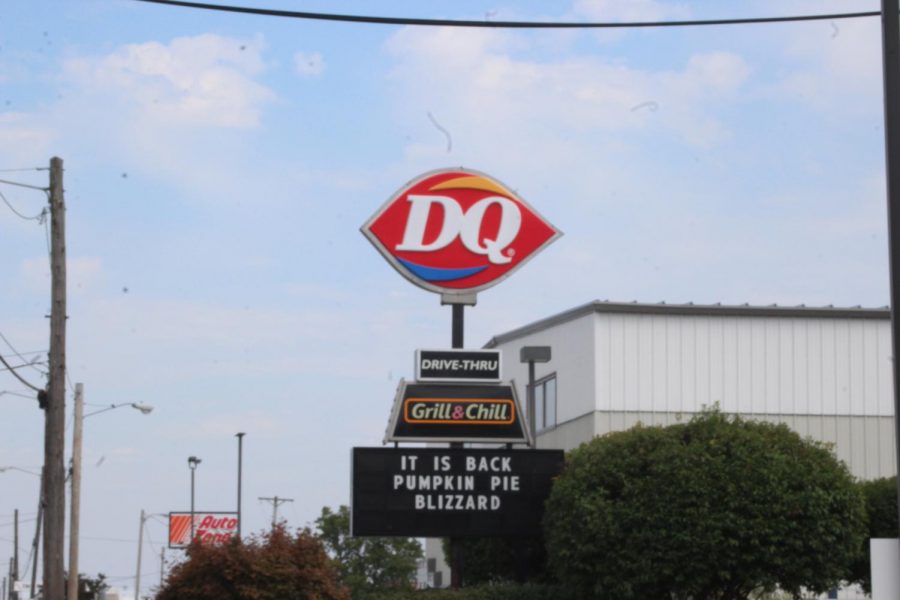 DQ®
DRIVE-THRU
Grill&Chill
IT IS BACK
PUMPKIN PIE
BLIZZARD
Auto
Zone